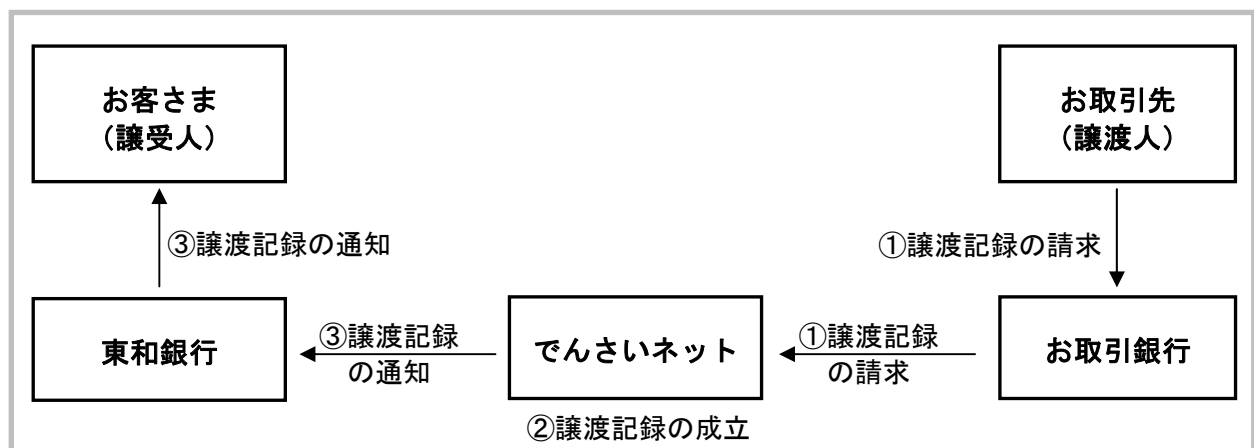 お客さま
（譲受人）
お取引先
（譲渡人）
③譲渡記録の通知
①譲渡記録の請求
東和銀行
③譲渡記録
の通知
でんさいネット
①譲渡記録
の請求
お取引銀行
②譲渡記録の成立